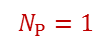 N_P = 1